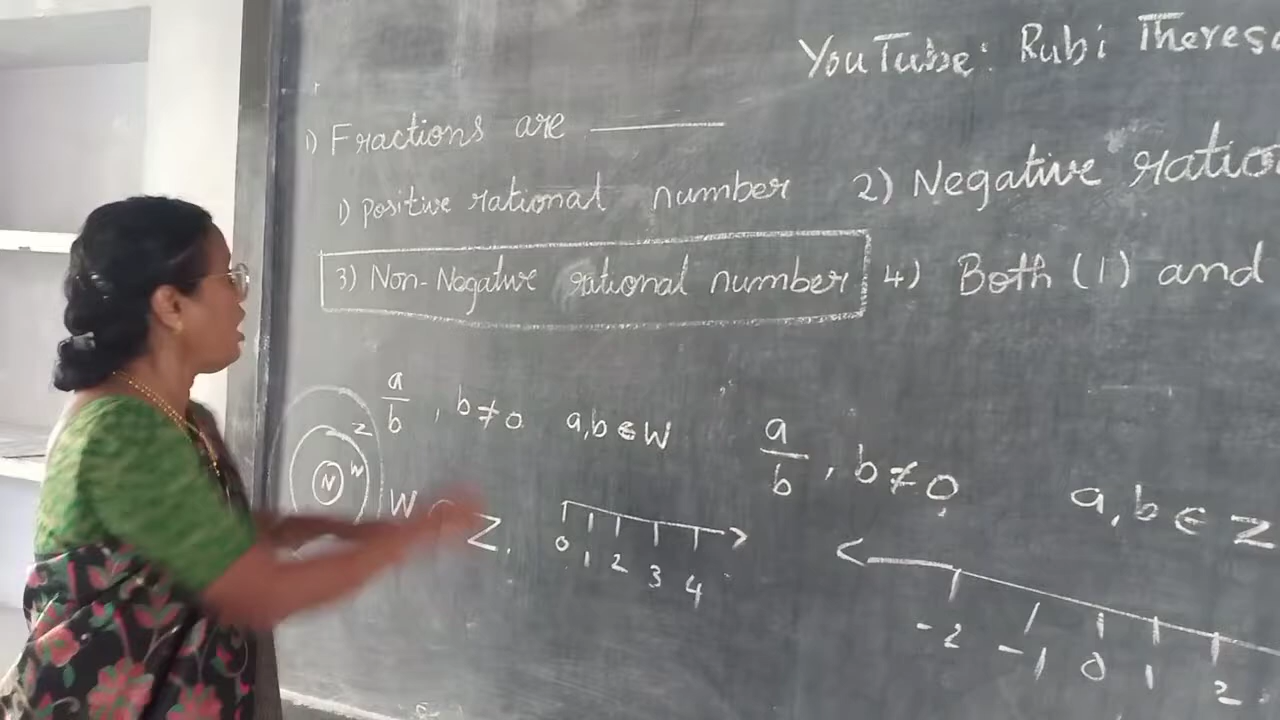 YouTube: Rubi Theresa
1) Fractions are ______
1) positive rational number 2) Negative ratio
3) Non-Negative rational number 4) Both (1) and
a/b , b≠0 a,b∈W a/b , b≠0 a,b∈Z
Z
W
N
W Z.
0 1 2 3 4
-2 -1 0 1 2